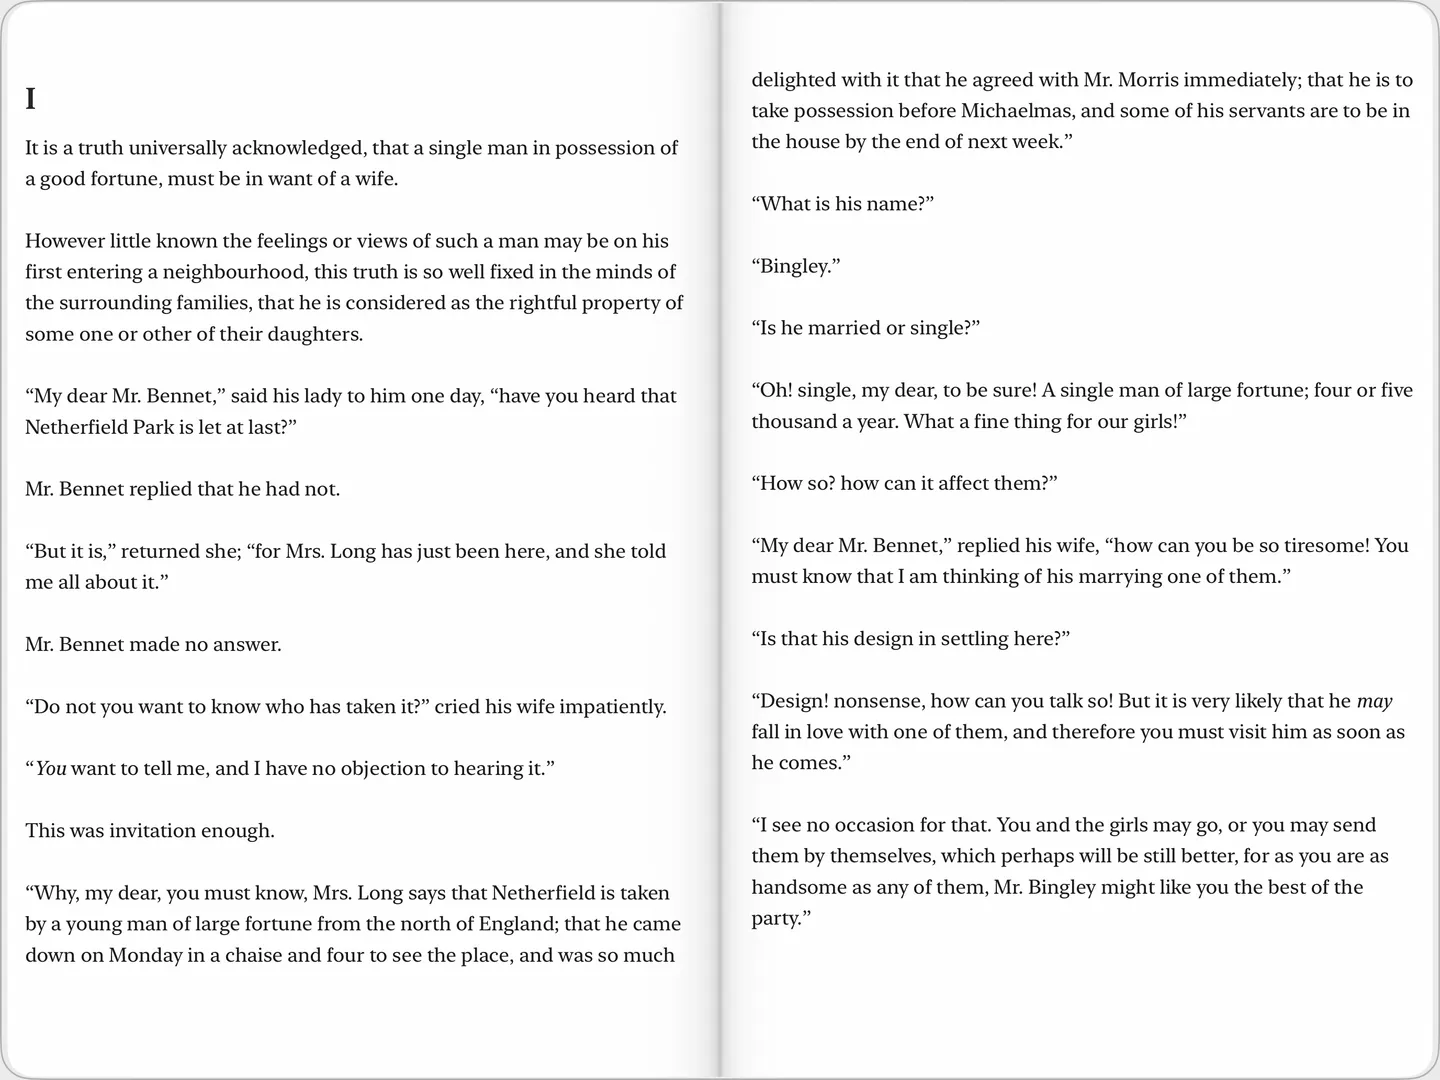 I
It is a truth universally acknowledged, that a single man in possession of
a good fortune, must be in want of a wife.
However little known the feelings or views of such a man may be on his
first entering a neighbourhood, this truth is so well fixed in the minds of
the surrounding families, that he is considered as the rightful property of
some one or other of their daughters.
“My dear Mr. Bennet,” said his lady to him one day, “have you heard that
Netherfield Park is let at last?”
Mr. Bennet replied that he had not.
“But it is,” returned she; “for Mrs. Long has just been here, and she told
me all about it.”
Mr. Bennet made no answer.
“Do not you want to know who has taken it?” cried his wife impatiently.
“You want to tell me, and I have no objection to hearing it.”
This was invitation enough.
“Why, my dear, you must know, Mrs. Long says that Netherfield is taken
by a young man of large fortune from the north of England; that he came
down on Monday in a chaise and four to see the place, and was so much
delighted with it that he agreed with Mr. Morris immediately; that he is to
take possession before Michaelmas, and some of his servants are to be in
the house by the end of next week.”
“What is his name?”
“Bingley.”
“Is he married or single?”
“Oh! single, my dear, to be sure! A single man of large fortune; four or five
thousand a year. What a fine thing for our girls!”
“How so? how can it affect them?”
“My dear Mr. Bennet,” replied his wife, “how can you be so tiresome! You
must know that I am thinking of his marrying one of them.”
“Is that his design in settling here?”
“Design! nonsense, how can you talk so! But it is very likely that he may
fall in love with one of them, and therefore you must visit him as soon as
he comes.”
“I see no occasion for that. You and the girls may go, or you may send
them by themselves, which perhaps will be still better, for as you are as
handsome as any of them, Mr. Bingley might like you the best of the
party.”